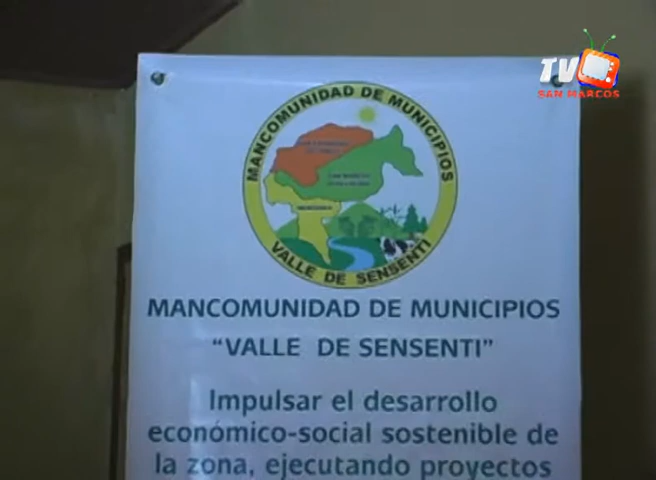 TV
SAN MARCOS
MANCOMUNIDAD DE MUNICIPIOS
VALLE DE SENSENTI
MANCOMUNIDAD DE MUNICIPIOS
“VALLE DE SENSENTI”
Impulsar el desarrollo
económico-social sostenible de
la zona, ejecutando proyectos